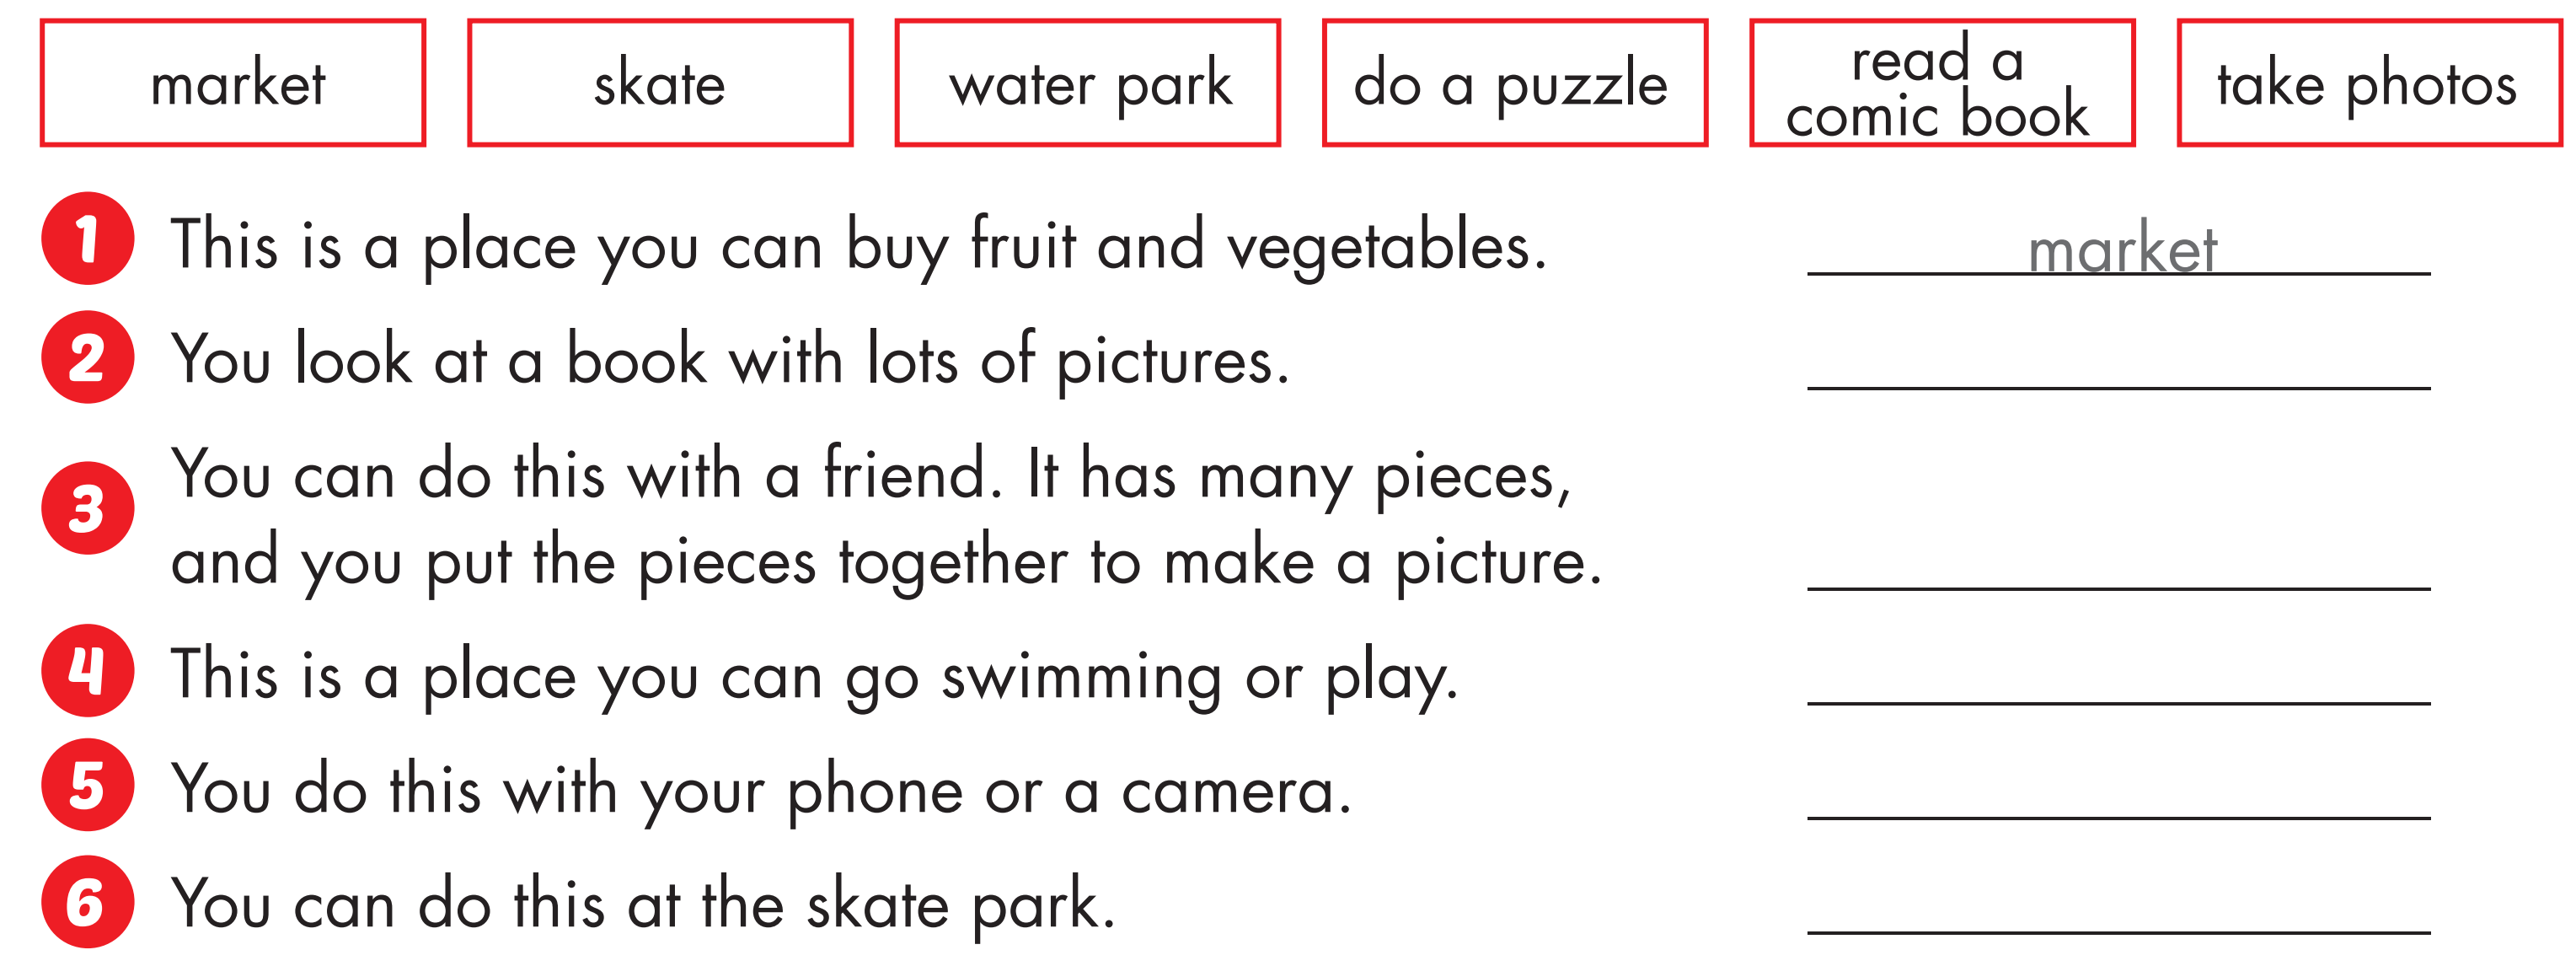 market
skate
water park
do a puzzle
read a
comic book
take photos
1 This is a place you can buy fruit and vegetables. market
2 You look at a book with lots of pictures.
3 You can do this with a friend. It has many pieces,
and you put the pieces together to make a picture.
4 This is a place you can go swimming or play.
5 You do this with your phone or a camera.
6 You can do this at the skate park.